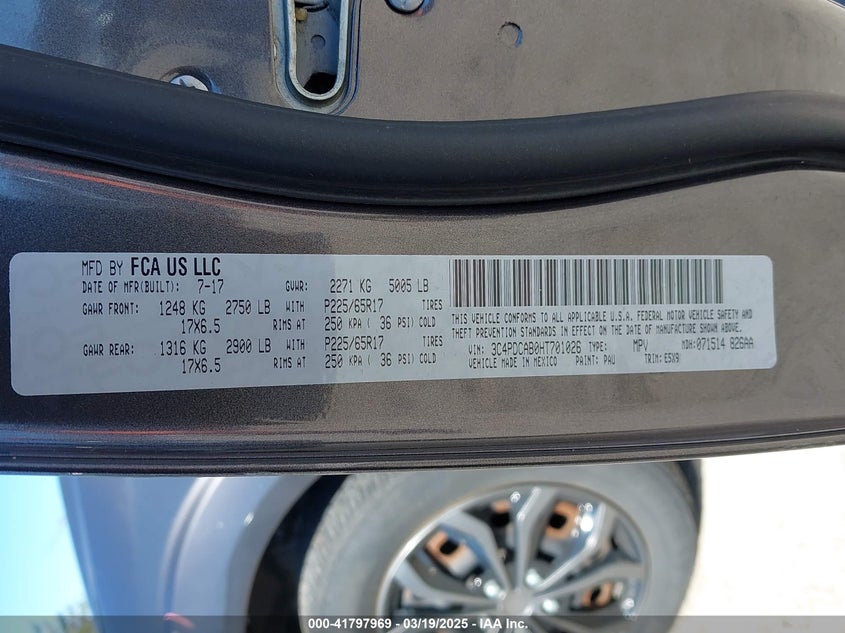 MFD BY FCA US LLC
DATE OF MFR(BUILT): 7-17 GVWR: 2271 KG 5005 LB
GAWR FRONT: 1248 KG 2750 LB WITH P225/65R17 TIRES
17X6.5 RIMS AT 250 KPA ( 36 PSI) COLD
GAWR REAR: 1316 KG 2900 LB WITH P225/65R17 TIRES
17X6.5 RIMS AT 250 KPA ( 36 PSI) COLD
THIS VEHICLE CONFORMS TO ALL APPLICABLE U.S.A. FEDERAL MOTOR VEHICLE SAFETY AND
THEFT PREVENTION STANDARDS IN EFFECT ON THE DATE OF MANUFACTURE SHOWN ABOVE.
VIN: 3C4PDCAB0HT701026 TYPE: MPV MDH: 071514 826AA
VEHICLE MADE IN MEXICO PAINT: PAU TRIM: E5X9
000-41797969 — 03/19/2025 — IAA Inc.